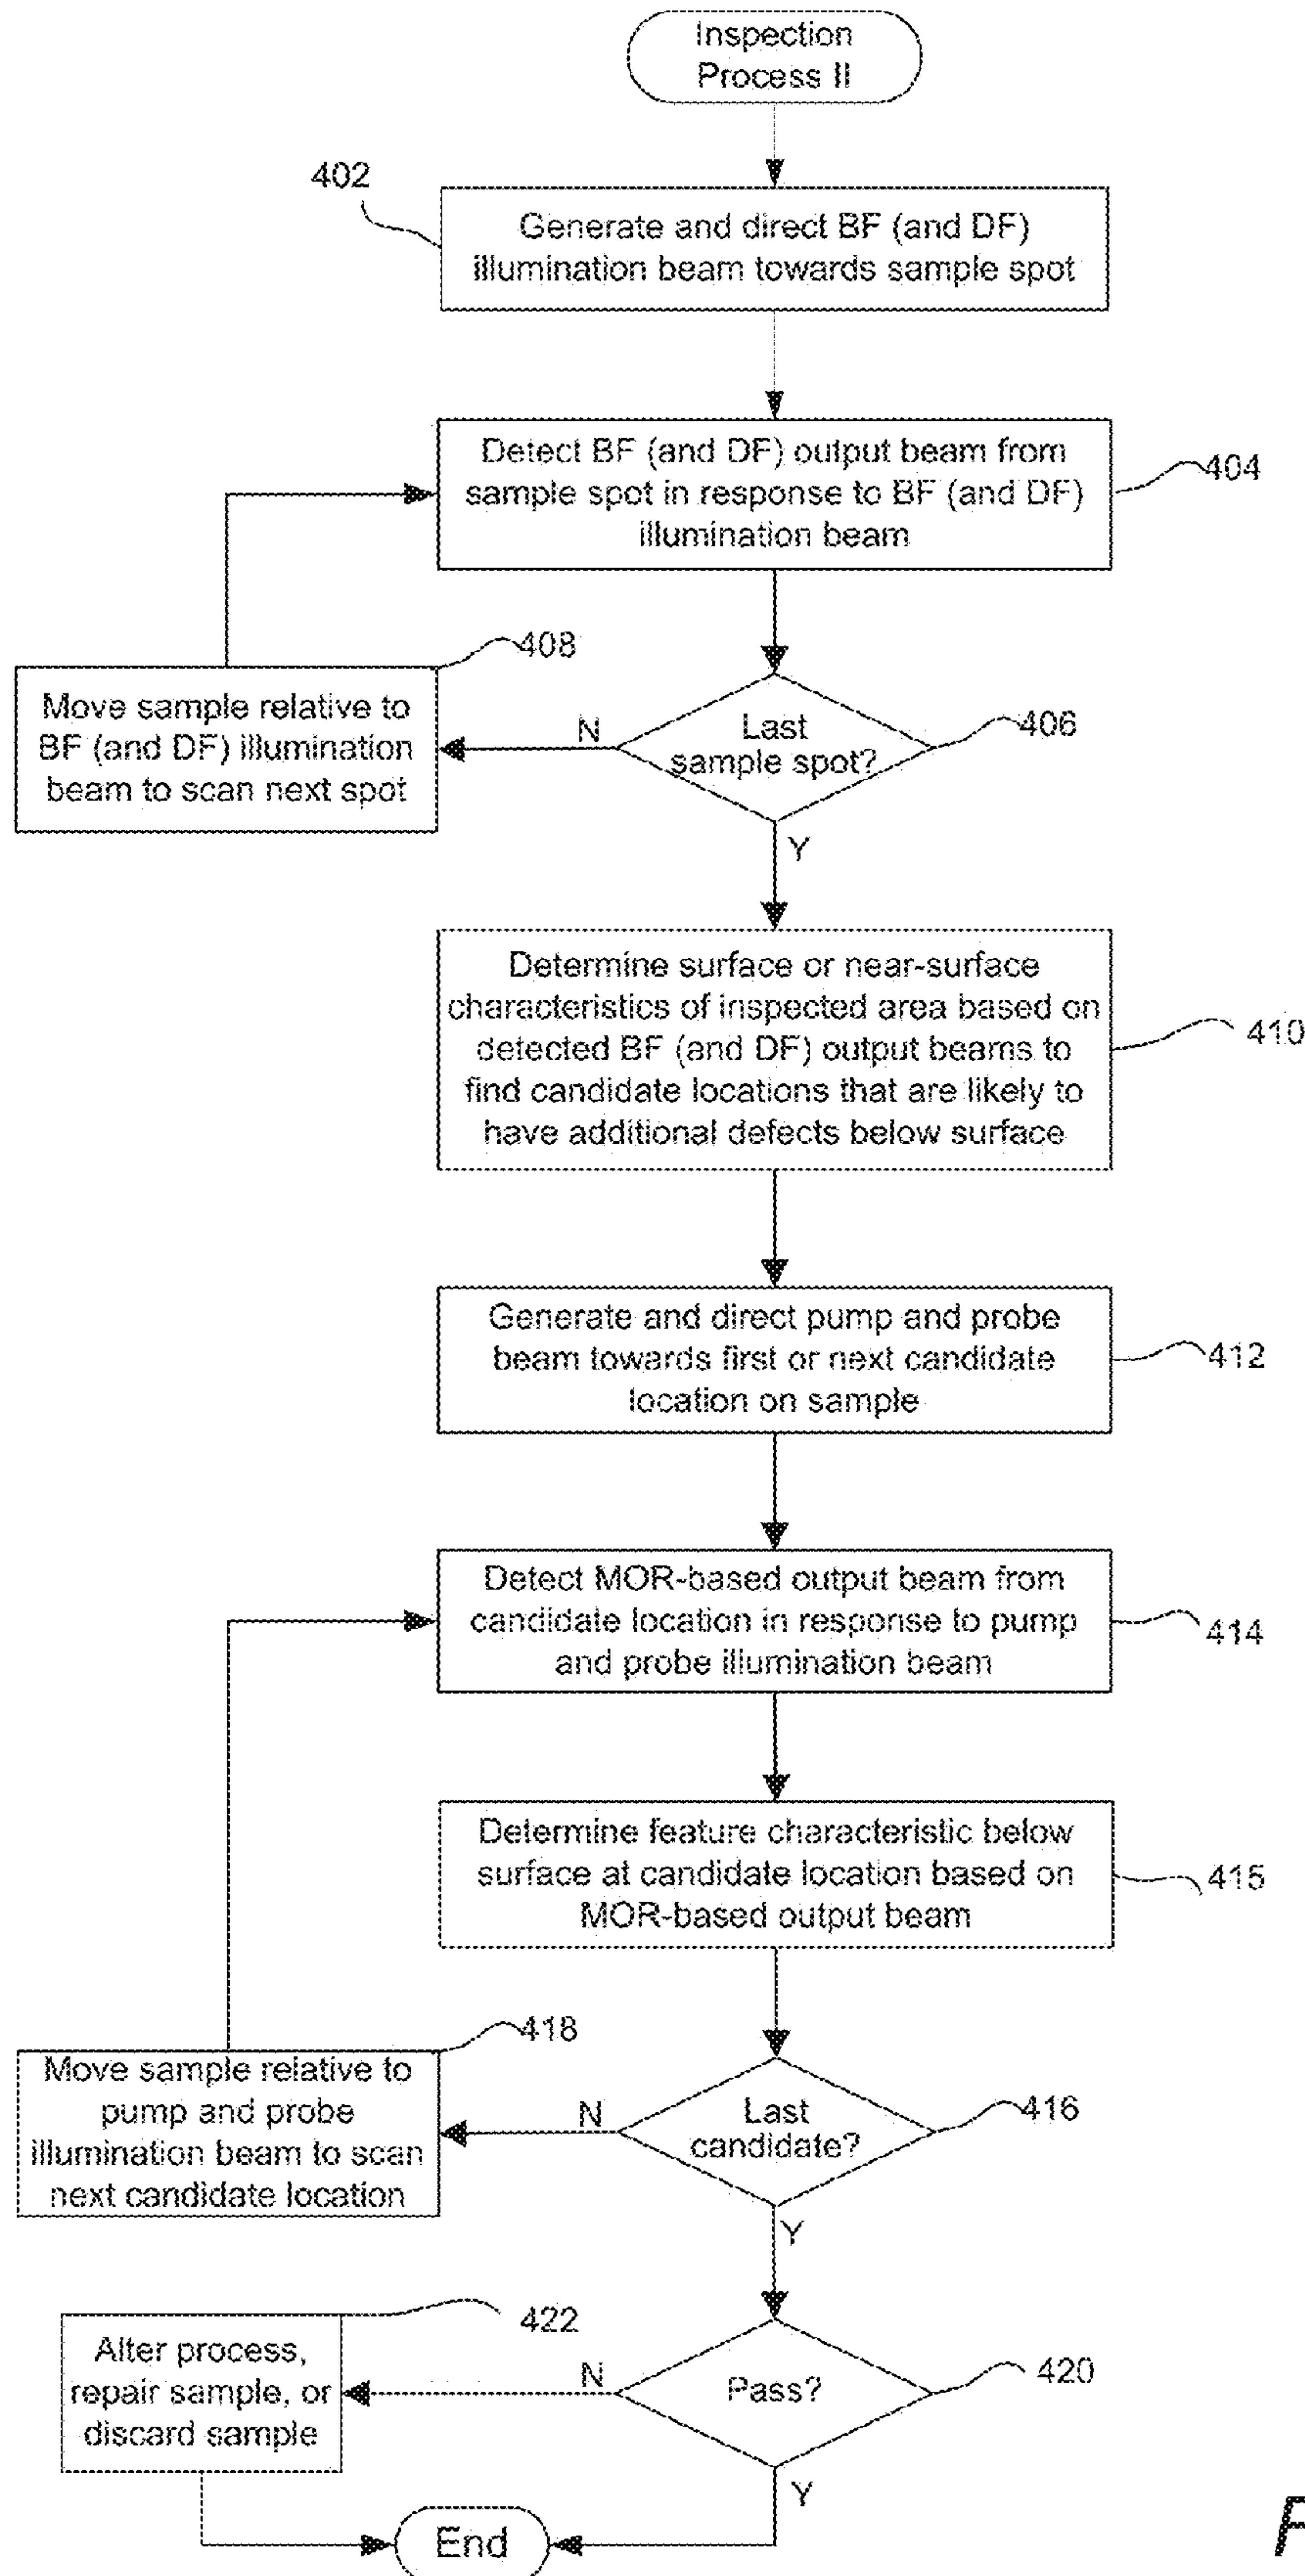 Inspection
Process II
402
Generate and direct BF (and DF)
illumination beam towards sample spot
Detect BF (and DF) output beam from
sample spot in response to BF (and DF)
illumination beam
404
408
Move sample relative to
BF (and DF) illumination
beam to scan next spot
N
Last
sample spot?
406
Y
Determine surface or near-surface
characteristics of inspected area based on
detected BF (and DF) output beams to
find candidate locations that are likely to
have additional defects below surface
410
Generate and direct pump and probe
beam towards first or next candidate
location on sample
412
Detect MOR-based output beam from
candidate location in response to pump
and probe illumination beam
414
Determine feature characteristic below
surface at candidate location based on
MOR-based output beam
415
418
Move sample relative to
pump and probe
illumination beam to scan
next candidate location
N
Last
candidate?
416
Y
422
Alter process,
repair sample, or
discard sample
N
Pass?
420
Y
End
F